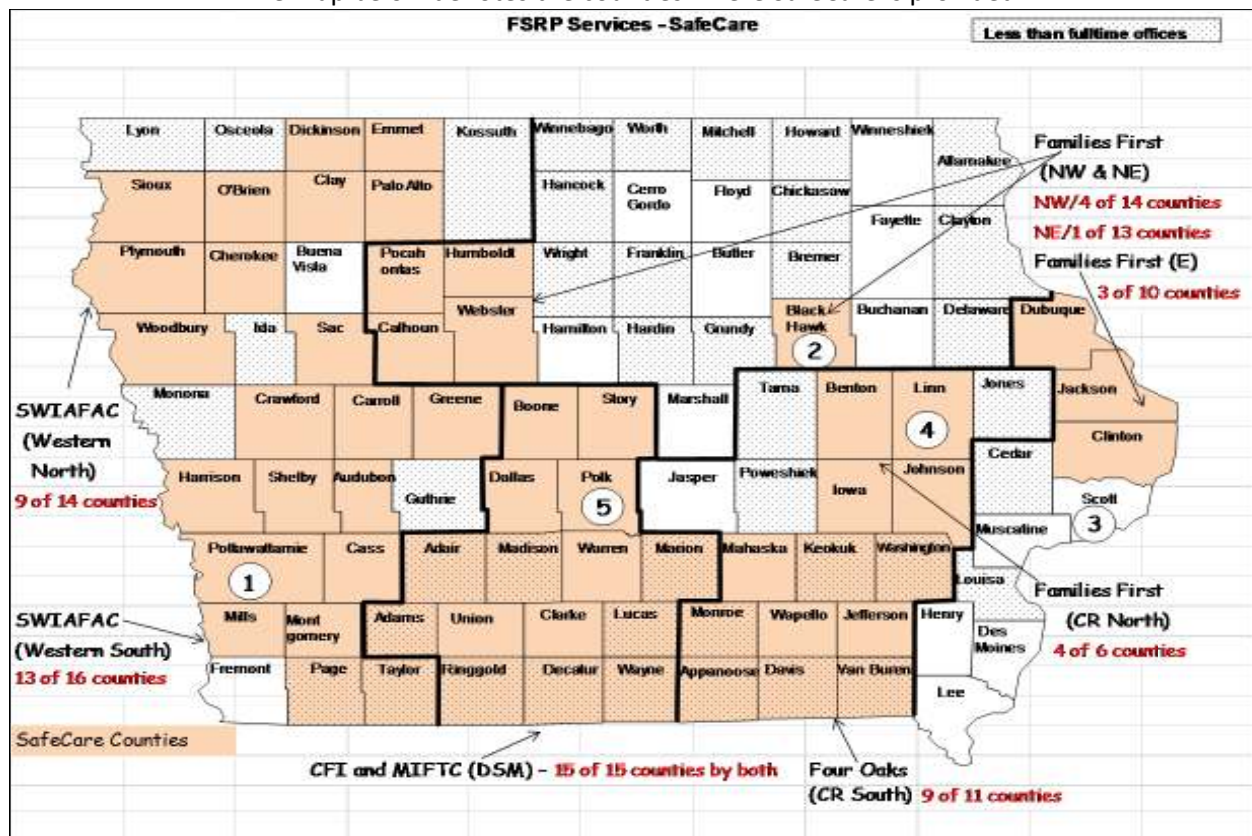 FSRP Services - SafeCare
Less than fulltime offices
Lyon Osceola Dickinson Emmet Kossuth Winnebago Worth Mitchell Howard Winneshiek Allamakee
Families First
(NW & NE)
NW/4 of 14 counties
NE/1 of 13 counties
Families First (E)
3 of 10 counties
Sioux O'Brien Clay Palo Alto Hancock Cerro Gordo Floyd Chickasaw Fayette Clayton
Plymouth Cherokee Buena Vista Pocah ontas Humboldt Wright Franklin Butler Bremer
Woodbury Ida Sac Calhoun Webster Hamilton Hardin Grundy Black Hawk Buchanan Delaware Dubuque
2
Monona Crawford Carroll Greene Boone Story Marshall Tama Benton Linn Jones Jackson
4
Clinton
SWIAFAC
(Western
North)
9 of 14 counties
Harrison Shelby Audubon Guthrie Dallas Polk Jasper Poweshiek Iowa Johnson Cedar
5
Scott
3
Muscatine
Pottawattamie Cass Adair Madison Warren Marion Mahaska Keokuk Washington Louisa
1
SWIAFAC
(Western South)
13 of 16 counties
Mills Mont gomery Adams Union Clarke Lucas Monroe Wapello Jefferson Henry Des Moines
Families First
(CR North)
4 of 6 counties
Fremont Page Taylor Ringgold Decatur Wayne Appanoose Davis Van Buren Lee
SafeCare Counties
CFI and MIFTC (DSM) - 15 of 15 counties by both
Four Oaks
(CR South) 9 of 11 counties